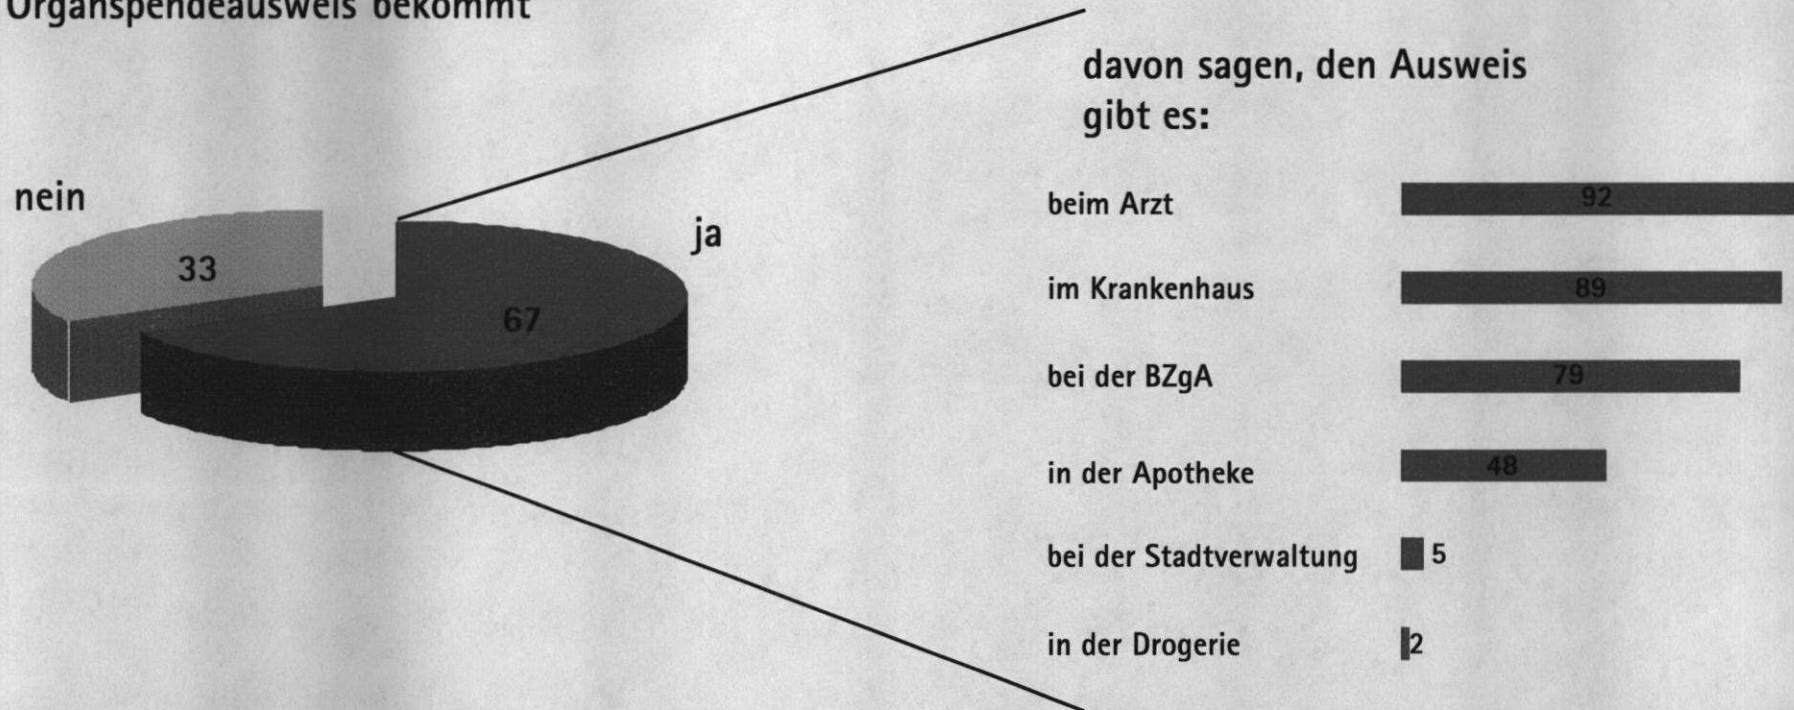 Organspendeausweis bekommt
davon sagen, den Ausweis
gibt es:
nein
33
ja
67
beim Arzt 92
im Krankenhaus 89
bei der BZgA 79
in der Apotheke 48
bei der Stadtverwaltung 5
in der Drogerie 2